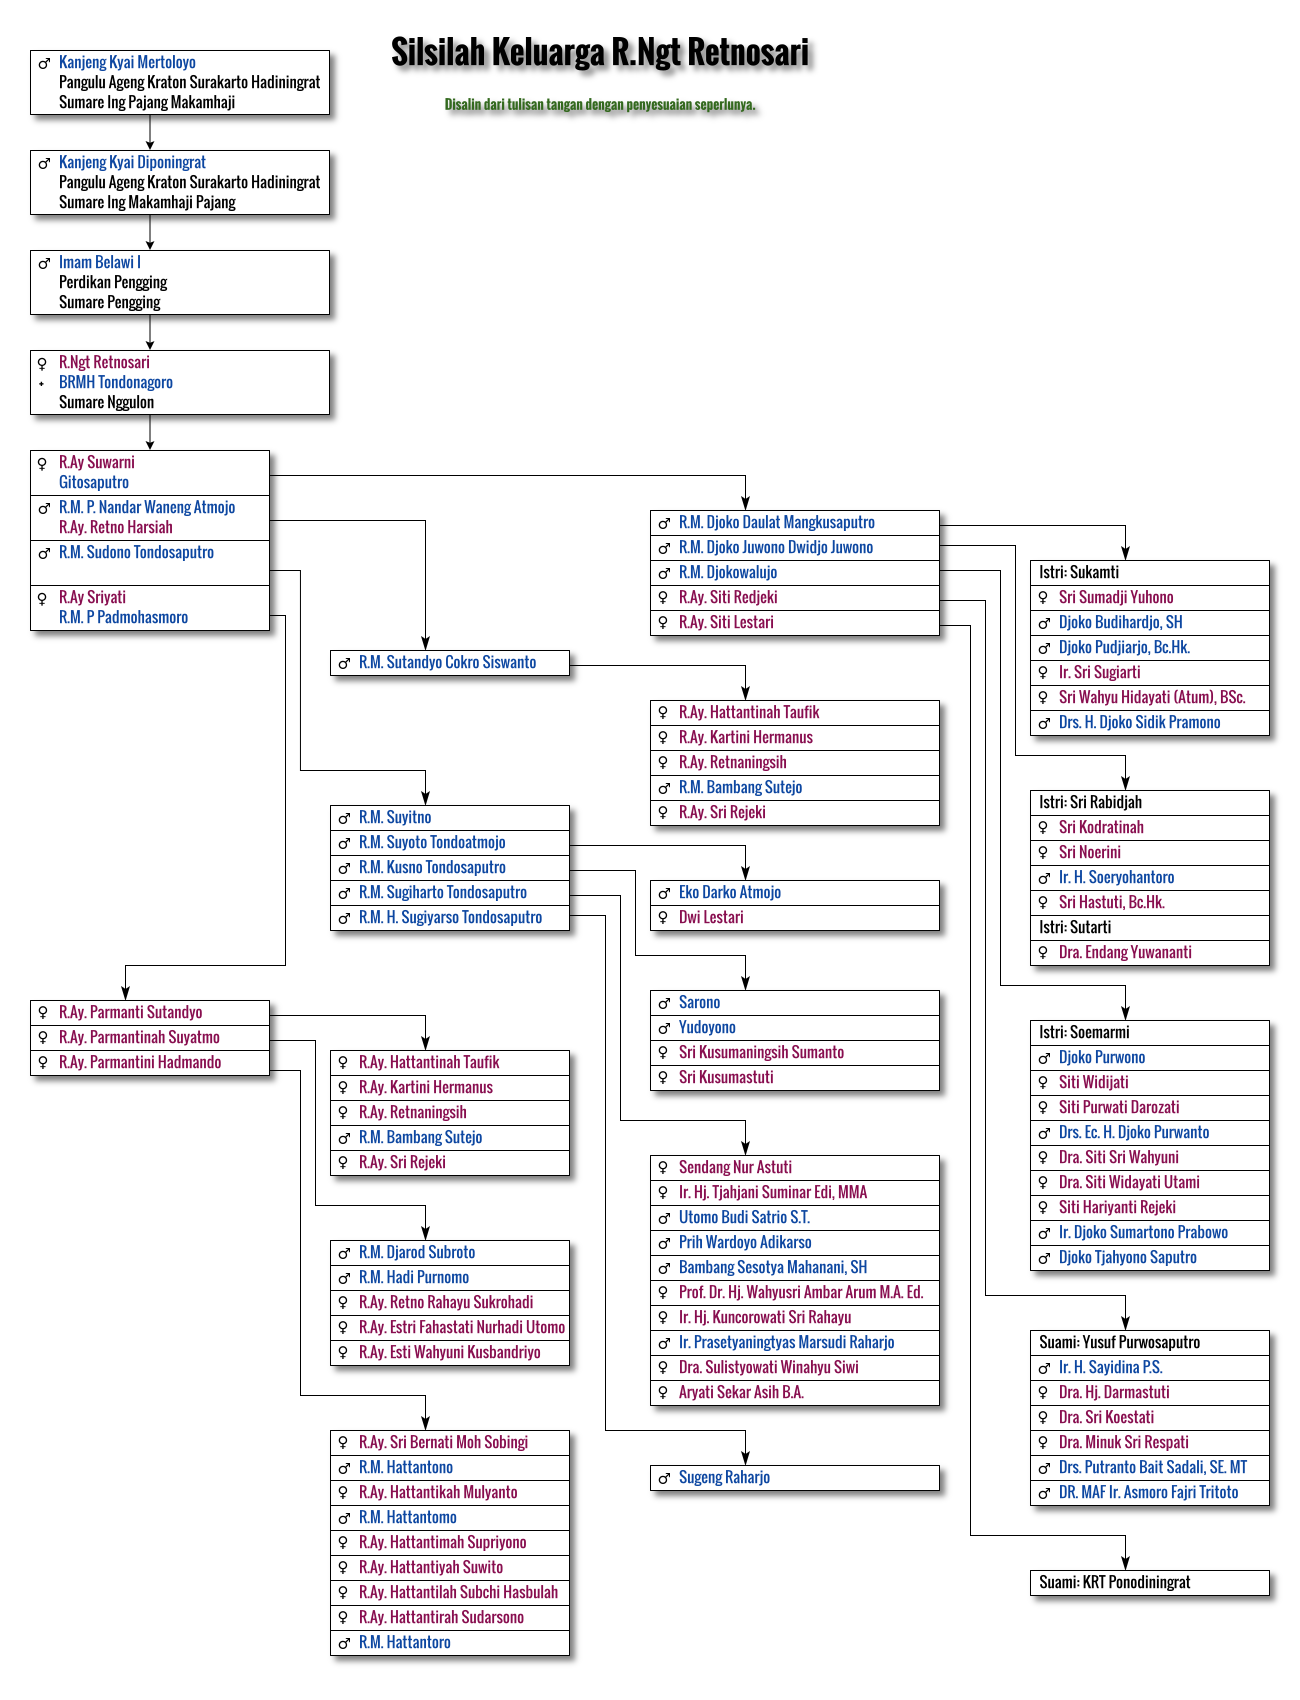 Silsilah Keluarga R.Ngt Retnosari
Disalin dari tulisan tangan dengan penyesuaian seperlunya.
♂ Kanjeng Kyai Mertoloyo
Pangulu Ageng Kraton Surakarto Hadiningrat
Sumare Ing Pajang Makamhaji
♂ Kanjeng Kyai Diponingrat
Pangulu Ageng Kraton Surakarto Hadiningrat
Sumare Ing Makamhaji Pajang
♂ Imam Belawi I
Perdikan Pengging
Sumare Pengging
♀ R.Ngt Retnosari
+ BRMH Tondonagoro
Sumare Nggulon
♀ R.Ay Suwarni
Gitosaputro
♂ R.M. P. Nandar Waneng Atmojo
R.Ay. Retno Harsiah
♂ R.M. Sudono Tondosaputro
♀ R.Ay Sriyati
R.M. P Padmohasmoro
♀ R.Ay. Parmanti Sutandyo
♀ R.Ay. Parmantinah Suyatmo
♀ R.Ay. Parmantini Hadmando
♂ R.M. Sutandyo Cokro Siswanto
♂ R.M. Suyitno
♂ R.M. Suyoto Tondoatmojo
♂ R.M. Kusno Tondosaputro
♂ R.M. Sugiharto Tondosaputro
♂ R.M. H. Sugiyarso Tondosaputro
♀ R.Ay. Hattantinah Taufik
♀ R.Ay. Kartini Hermanus
♀ R.Ay. Retnaningsih
♂ R.M. Bambang Sutejo
♀ R.Ay. Sri Rejeki
♂ R.M. Djarod Subroto
♂ R.M. Hadi Purnomo
♀ R.Ay. Retno Rahayu Sukrohadi
♀ R.Ay. Estri Fahastati Nurhadi Utomo
♀ R.Ay. Esti Wahyuni Kusbandriyo
♀ R.Ay. Sri Bernati Moh Sobingi
♂ R.M. Hattantono
♀ R.Ay. Hattantikah Mulyanto
♂ R.M. Hattantomo
♀ R.Ay. Hattantimah Supriyono
♀ R.Ay. Hattantiyah Suwito
♀ R.Ay. Hattantilah Subchi Hasbulah
♀ R.Ay. Hattantirah Sudarsono
♂ R.M. Hattantoro
♂ R.M. Djoko Daulat Mangkusaputro
♂ R.M. Djoko Juwono Dwidjo Juwono
♂ R.M. Djokowalujo
♀ R.Ay. Siti Redjeki
♀ R.Ay. Siti Lestari
♀ R.Ay. Hattantinah Taufik
♀ R.Ay. Kartini Hermanus
♀ R.Ay. Retnaningsih
♂ R.M. Bambang Sutejo
♀ R.Ay. Sri Rejeki
♂ Eko Darko Atmojo
♀ Dwi Lestari
♂ Sarono
♂ Yudoyono
♀ Sri Kusumaningsih Sumanto
♀ Sri Kusumastuti
♀ Sendang Nur Astuti
♀ Ir. Hj. Tjahjani Suminar Edi, MMA
♂ Utomo Budi Satrio S.T.
♂ Prih Wardoyo Adikarso
♂ Bambang Sesotya Mahanani, SH
♀ Prof. Dr. Hj. Wahyusri Ambar Arum M.A. Ed.
♀ Ir. Hj. Kuncorowati Sri Rahayu
♂ Ir. Prasetyaningtyas Marsudi Raharjo
♀ Dra. Sulistyowati Winahyu Siwi
♀ Aryati Sekar Asih B.A.
♂ Sugeng Raharjo
Istri: Sukamti
♀ Sri Sumadji Yuhono
♂ Djoko Budihardjo, SH
♂ Djoko Pudjiarjo, Bc.Hk.
♀ Ir. Sri Sugiarti
♀ Sri Wahyu Hidayati (Atum), BSc.
♂ Drs. H. Djoko Sidik Pramono
Istri: Sri Rabidjah
♀ Sri Kodratinah
♀ Sri Noerini
♂ Ir. H. Soeryohantoro
♀ Sri Hastuti, Bc.Hk.
Istri: Sutarti
♀ Dra. Endang Yuwananti
Istri: Soemarmi
♂ Djoko Purwono
♀ Siti Widijati
♀ Siti Purwati Darozati
♂ Drs. Ec. H. Djoko Purwanto
♀ Dra. Siti Sri Wahyuni
♀ Dra. Siti Widayati Utami
♀ Siti Hariyanti Rejeki
♂ Ir. Djoko Sumartono Prabowo
♂ Djoko Tjahyono Saputro
Suami: Yusuf Purwosaputro
♂ Ir. H. Sayidina P.S.
♀ Dra. Hj. Darmastuti
♀ Dra. Sri Koestati
♀ Dra. Minuk Sri Respati
♂ Drs. Putranto Bait Sadali, SE. MT
♂ DR. MAF Ir. Asmoro Fajri Tritoto
Suami: KRT Ponodiningrat